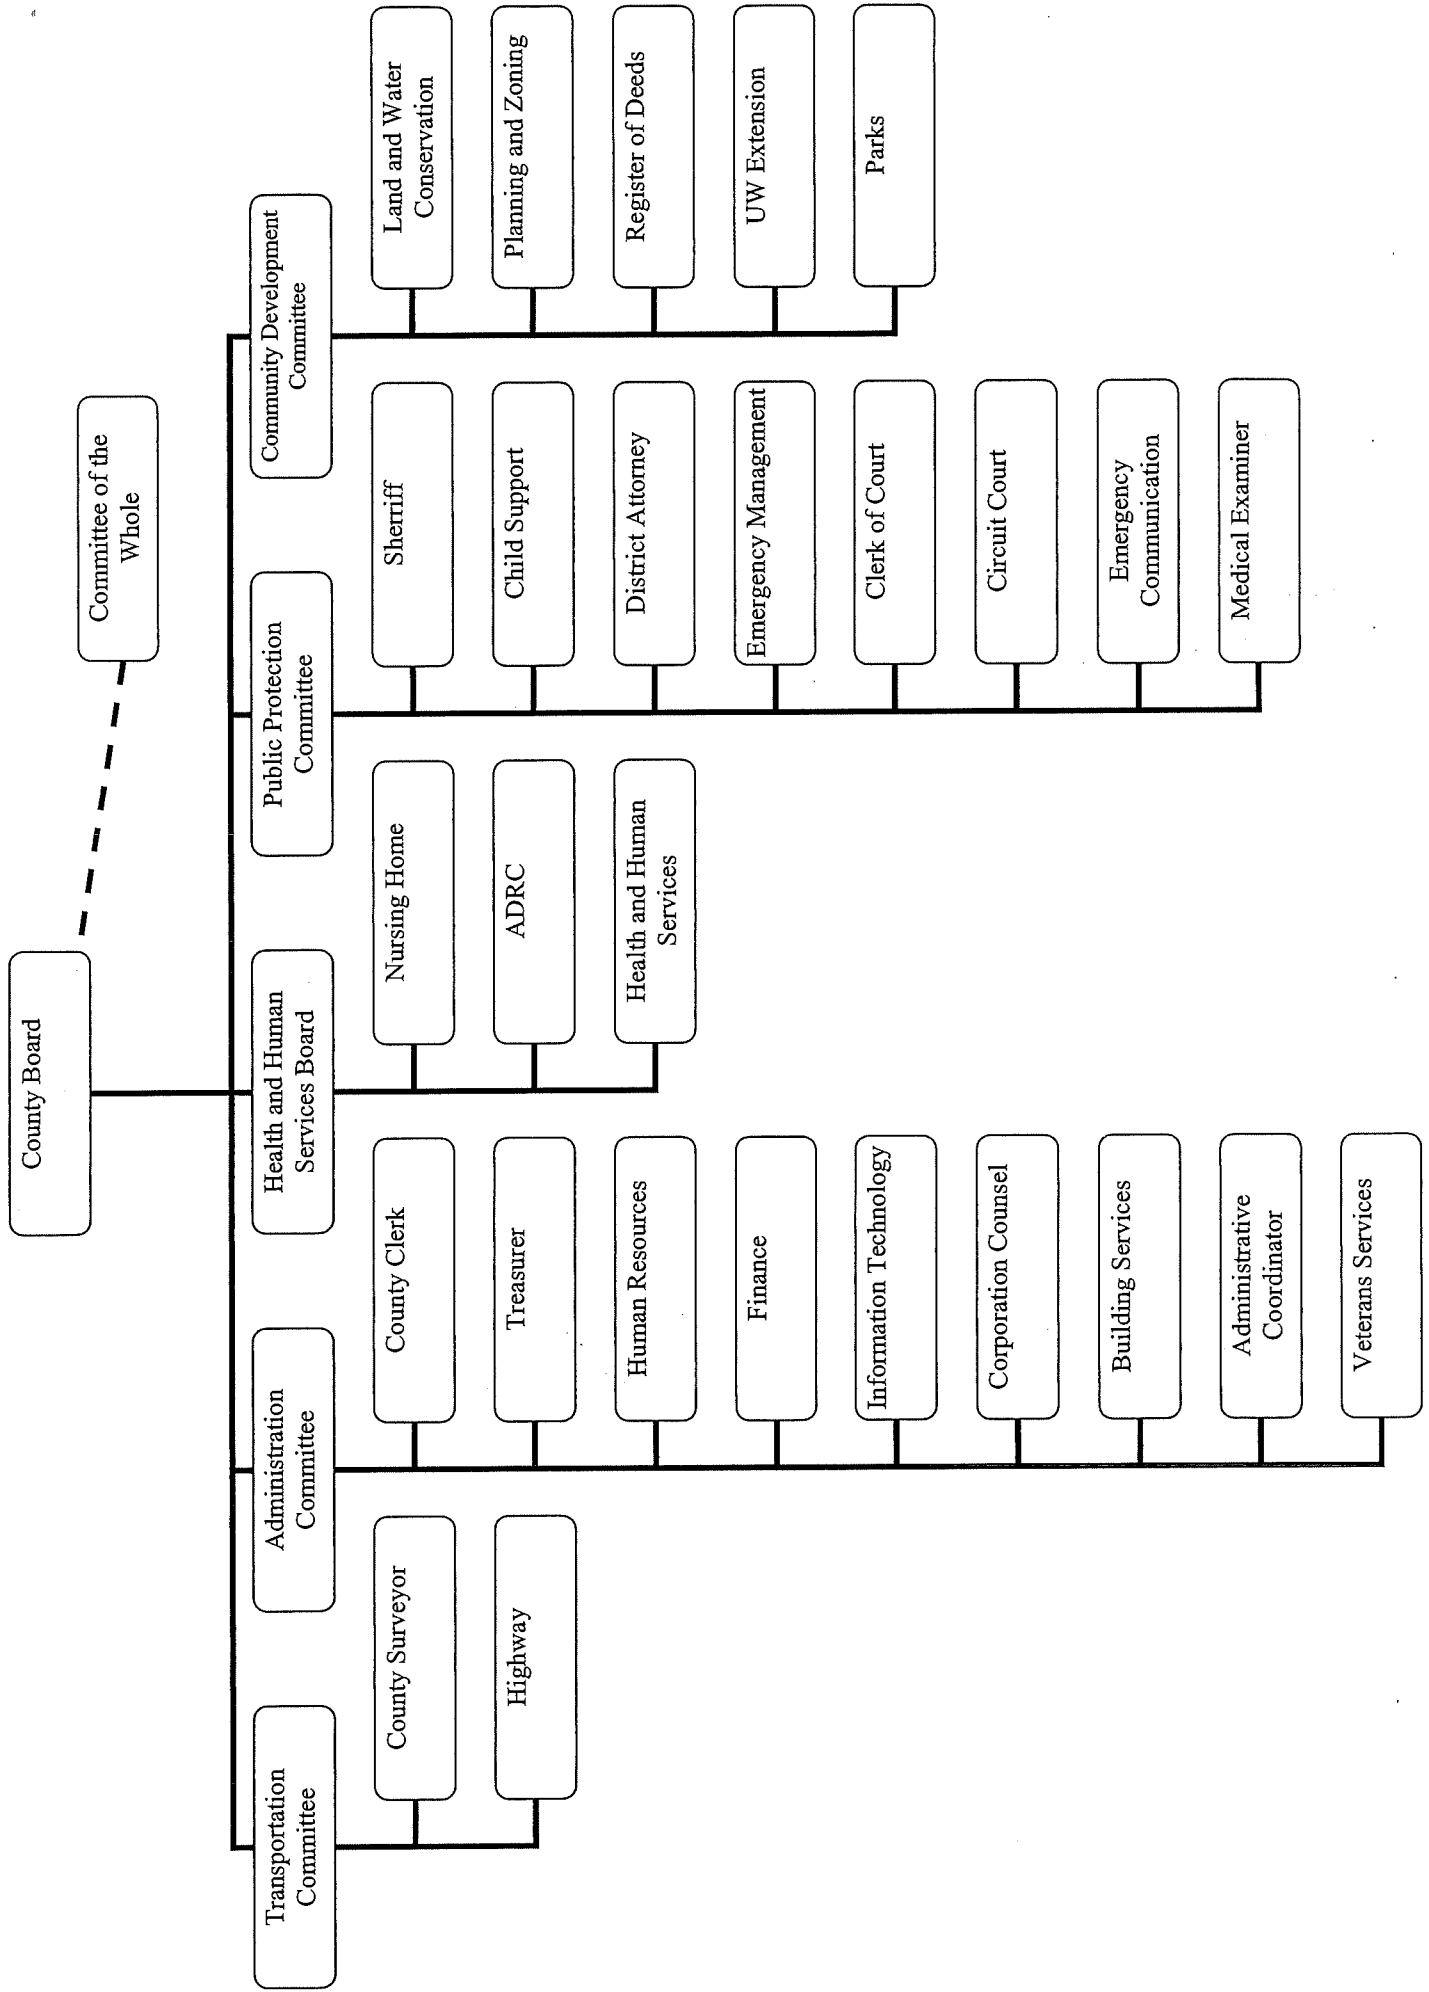 County Board
Committee of the
Whole
Transportation
Committee
County Surveyor
Highway
Administration
Committee
County Clerk
Treasurer
Human Resources
Finance
Information Technology
Corporation Counsel
Building Services
Administrative
Coordinator
Veterans Services
Health and Human
Services Board
Nursing Home
ADRC
Health and Human
Services
Public Protection
Committee
Sherriff
Child Support
District Attorney
Emergency Management
Clerk of Court
Circuit Court
Emergency
Communication
Medical Examiner
Community Development
Committee
Land and Water
Conservation
Planning and Zoning
Register of Deeds
UW Extension
Parks